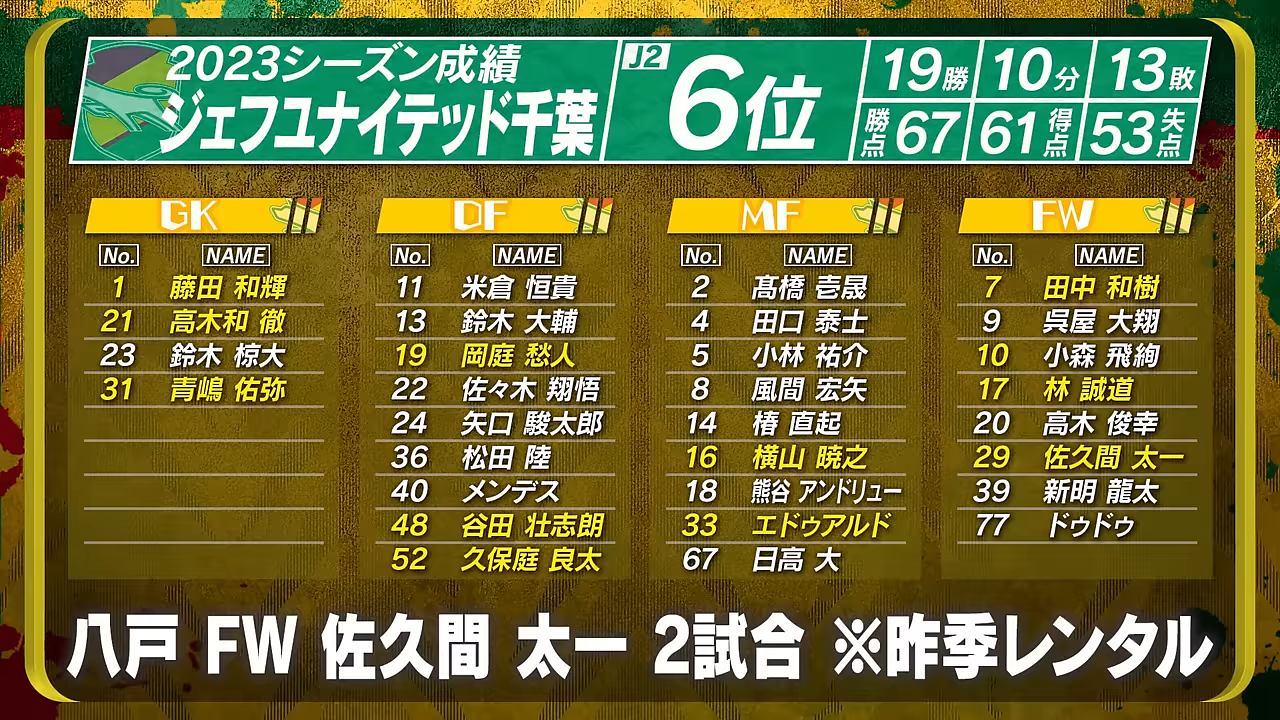 2023シーズン成績
ジェフユナイテッド千葉
J2 6位
19勝 10分 13敗
勝点67 61得点 53失点
GK
No. NAME
1 藤田 和輝
21 高木和 徹
23 鈴木 椋大
31 青嶋 佑弥
DF
No. NAME
11 米倉 恒貴
13 鈴木 大輔
19 岡庭 愁人
22 佐々木 翔悟
24 矢口 駿太郎
36 松田 陸
40 メンデス
48 谷田 壮志朗
52 久保庭 良太
MF
No. NAME
2 髙橋 壱晟
4 田口 泰士
5 小林 祐介
8 風間 宏矢
14 椿 直起
16 横山 暁之
18 熊谷 アンドリュー
33 エドゥアルド
67 日高 大
FW
No. NAME
7 田中 和樹
9 呉屋 大翔
10 小森 飛絢
17 林 誠道
20 高木 俊幸
29 佐久間 太一
39 新明 龍太
77 ドゥドゥ
八戸 FW 佐久間 太一 2試合 ※昨季レンタル